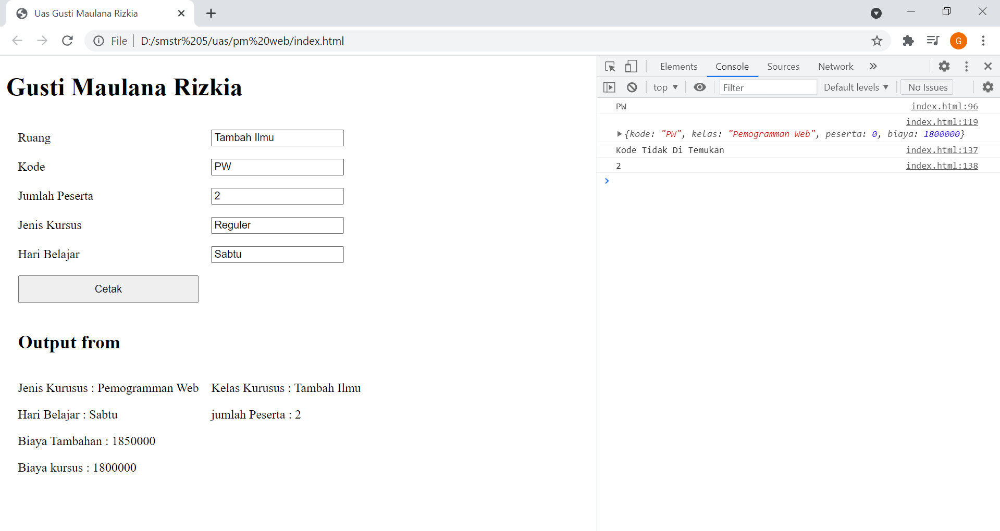 Uas Gusti Maulana Rizkia
File
D:/smstr%205/uas/pm%20web/index.html
G
Gusti Maulana Rizkia
Ruang
Tambah Ilmu
Kode
PW
Jumlah Peserta
2
Jenis Kursus
Reguler
Hari Belajar
Sabtu
Cetak
Output from
Jenis Kurusus : Pemogramman Web
Kelas Kurusus : Tambah Ilmu
Hari Belajar : Sabtu
jumlah Peserta : 2
Biaya Tambahan : 1850000
Biaya kursus : 1800000
Elements
Console
Sources
Network
top
Filter
Default levels
No Issues
PW
index.html:96
index.html:119
{kode: "PW", kelas: "Pemogramman Web", peserta: 0, biaya: 1800000}
Kode Tidak Di Temukan
index.html:137
2
index.html:138